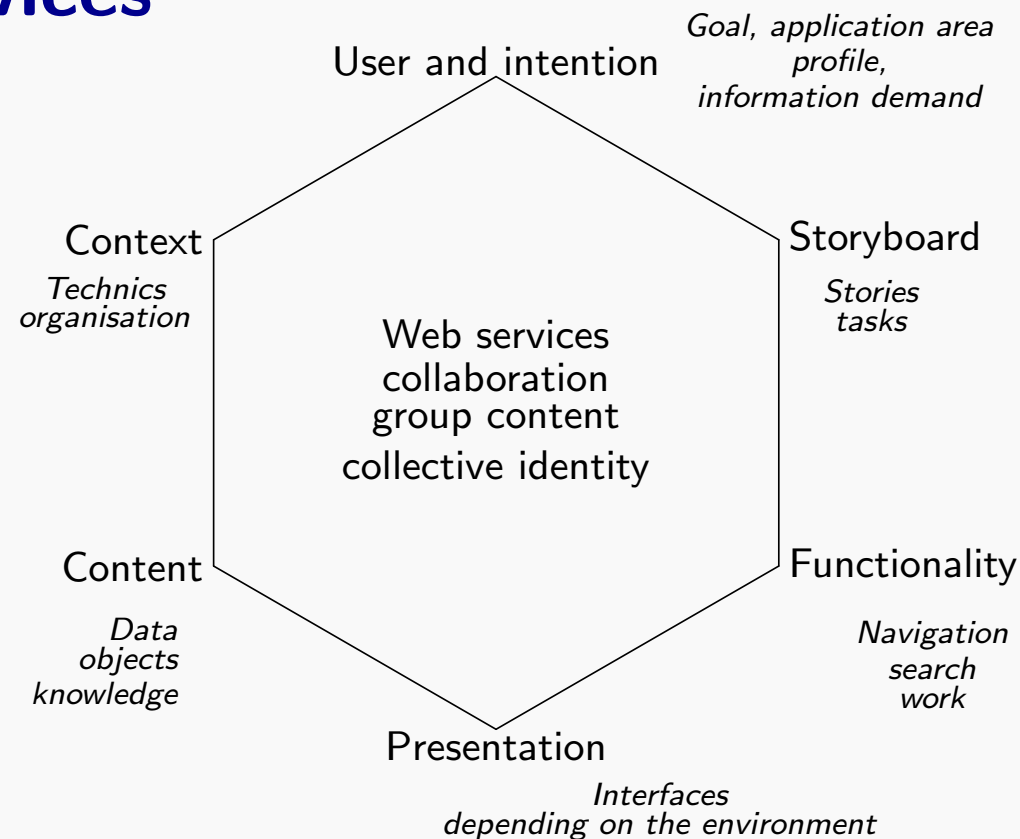 User and intention
Goal, application area
profile,
information demand
Context
Technics
organisation
Storyboard
Stories
tasks
Web services
collaboration
group content
collective identity
Content
Data
objects
knowledge
Functionality
Navigation
search
work
Presentation
Interfaces
depending on the environment